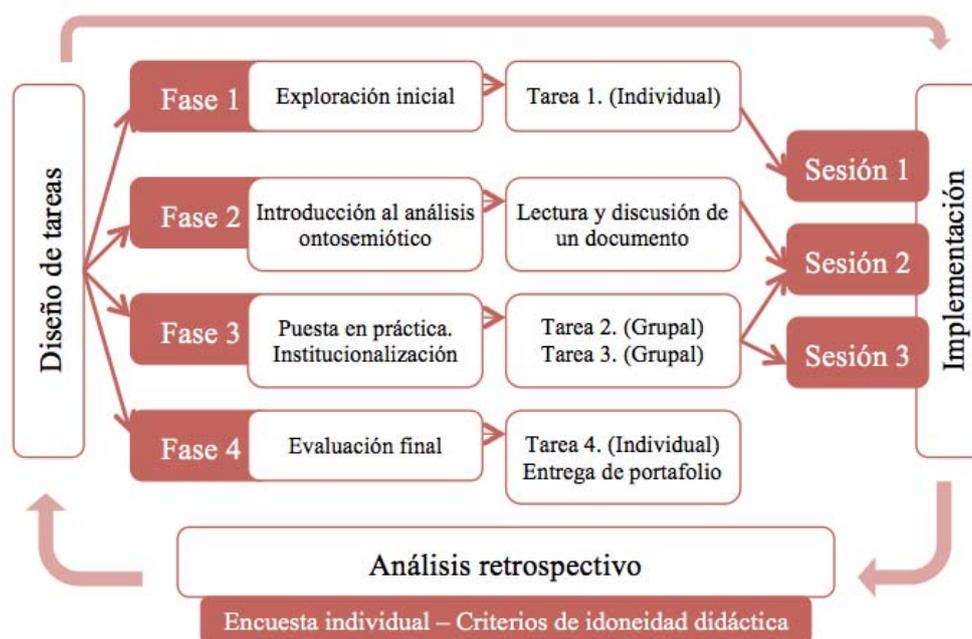 Diseño de tareas
Fase 1
Exploración inicial
Tarea 1. (Individual)
Fase 2
Introducción al análisis
ontosemiótico
Lectura y discusión de
un documento
Fase 3
Puesta en práctica.
Institucionalización
Tarea 2. (Grupal)
Tarea 3. (Grupal)
Fase 4
Evaluación final
Tarea 4. (Individual)
Entrega de portafolio
Sesión 1
Sesión 2
Sesión 3
Implementación
Análisis retrospectivo
Encuesta individual – Criterios de idoneidad didáctica